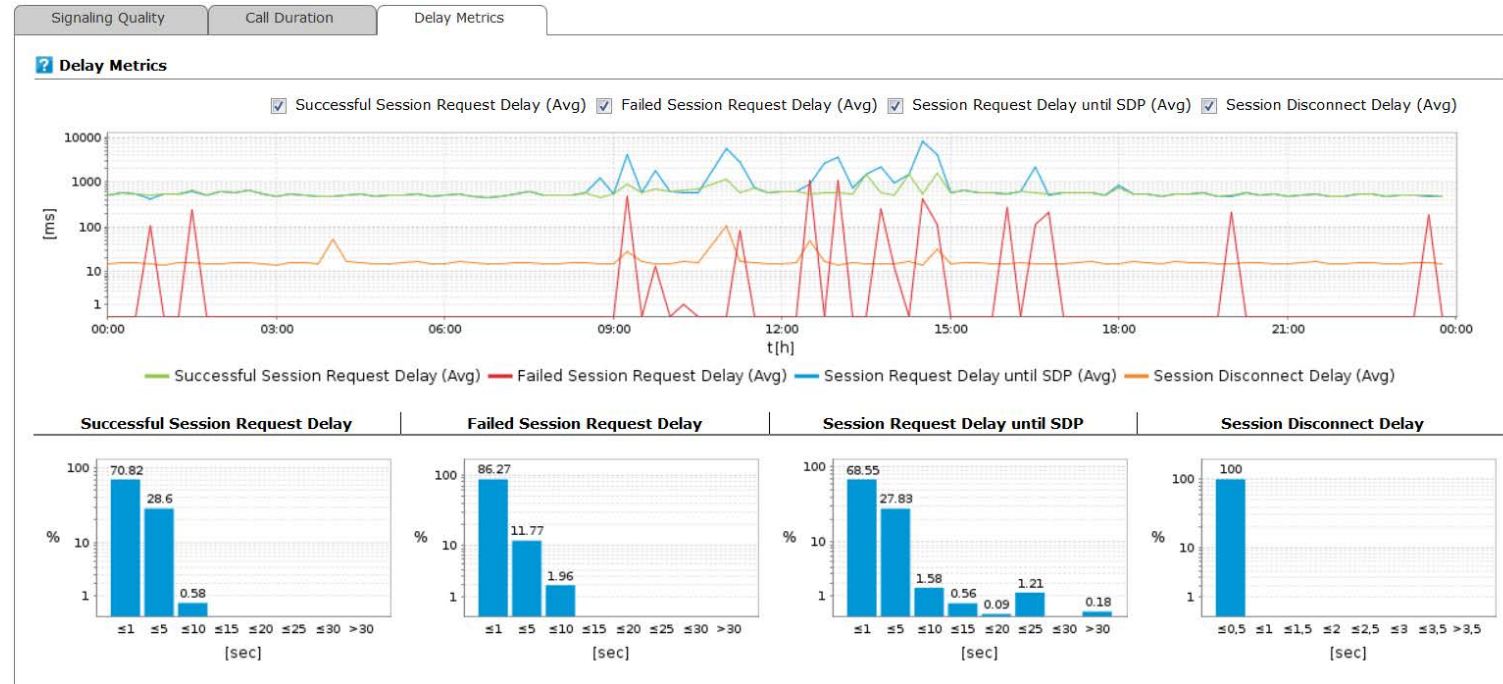 Signaling Quality Call Duration Delay Metrics
? Delay Metrics
Successful Session Request Delay (Avg) Failed Session Request Delay (Avg) Session Request Delay until SDP (Avg) Session Disconnect Delay (Avg)
10000
1000
100
10
1
[ms]
00:00 03:00 06:00 09:00 12:00 15:00 18:00 21:00 00:00
t[h]
Successful Session Request Delay (Avg) Failed Session Request Delay (Avg) Session Request Delay until SDP (Avg) Session Disconnect Delay (Avg)
Successful Session Request Delay Failed Session Request Delay Session Request Delay until SDP Session Disconnect Delay
100
10
1
%
70.82
28.6
0.58
≤1 ≤5 ≤10 ≤15 ≤20 ≤25 ≤30 >30
[sec]
100
10
1
%
86.27
11.77
1.96
≤1 ≤5 ≤10 ≤15 ≤20 ≤25 ≤30 >30
[sec]
100
10
1
%
68.55
27.83
1.58
0.56
0.09
1.21
0.18
≤1 ≤5 ≤10 ≤15 ≤20 ≤25 ≤30 >30
[sec]
100
10
1
%
100
≤0,5 ≤1 ≤1,5 ≤2 ≤2,5 ≤3 ≤3,5 >3,5
[sec]